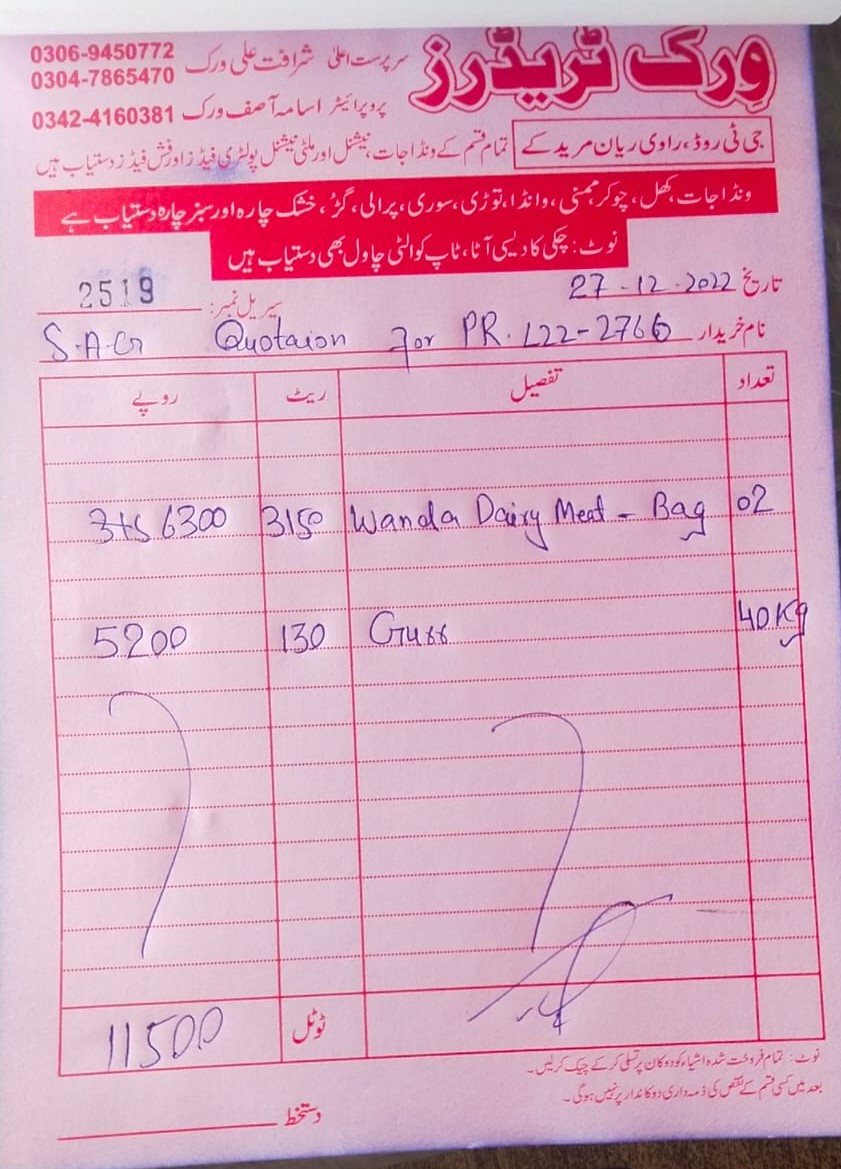 ورک ٹریڈرز
سرپرست اعلیٰ شرافت علی ورک 0306-9450772
0304-7865470
پروپرائیٹر اسامہ آصف ورک 0342-4160381
جی ٹی روڈ، راوی ریان مریدکے
تمام قسم کے ونڈا جات، نیشنل اور ملٹی نیشنل پولٹری فیڈز اور فش فیڈز دستیاب ہیں
ونڈا جات، کھل، چوکر، ممنی، وانڈا، توڑی، سوری، پرالی، گڑ، خشک چارہ اور سبز چارہ دستیاب ہے
نوٹ: چکی کا دیسی آٹا، ٹاپ کوالٹی چاول بھی دستیاب ہیں
تاریخ 27-12-2022 سیریل نمبر: 2519
نام خریدار S.A.G Quotaion For PR. L22-2766
تعداد تفصیل ریٹ روپے
02 Wanda Dairy Meat - Bag 3150 6300
40Kg Gurr 130 5200
ٹوٹل 11500
نوٹ: تمام فروخت شدہ اشیاء کو دوکان پر تسلی کر کے چیک کر لیں۔
بعد میں کسی قسم کے نقص کی ذمہ داری دوکاندار پر نہیں ہوگی۔
دستخط